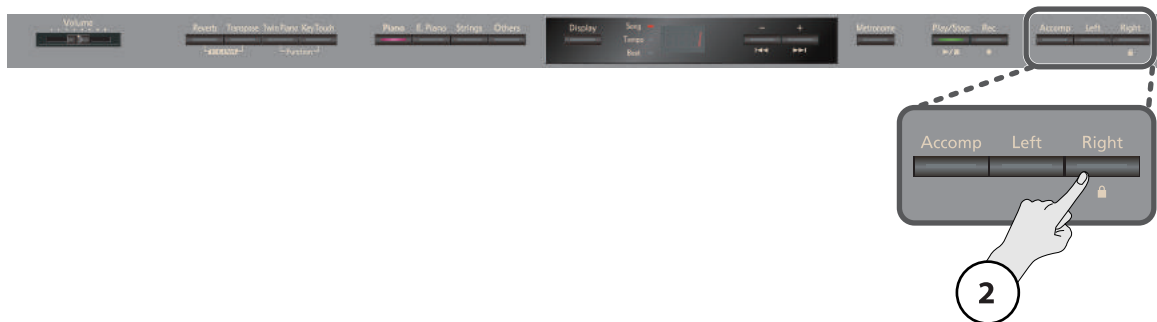 Volume
Reverb Transpose Twin Piano Key Touch
Function
Piano E. Piano Strings Others
Display
Song
Tempo
Beat
- +
Metronome
Play/Stop Rec
Accomp Left Right
Accomp Left Right
2